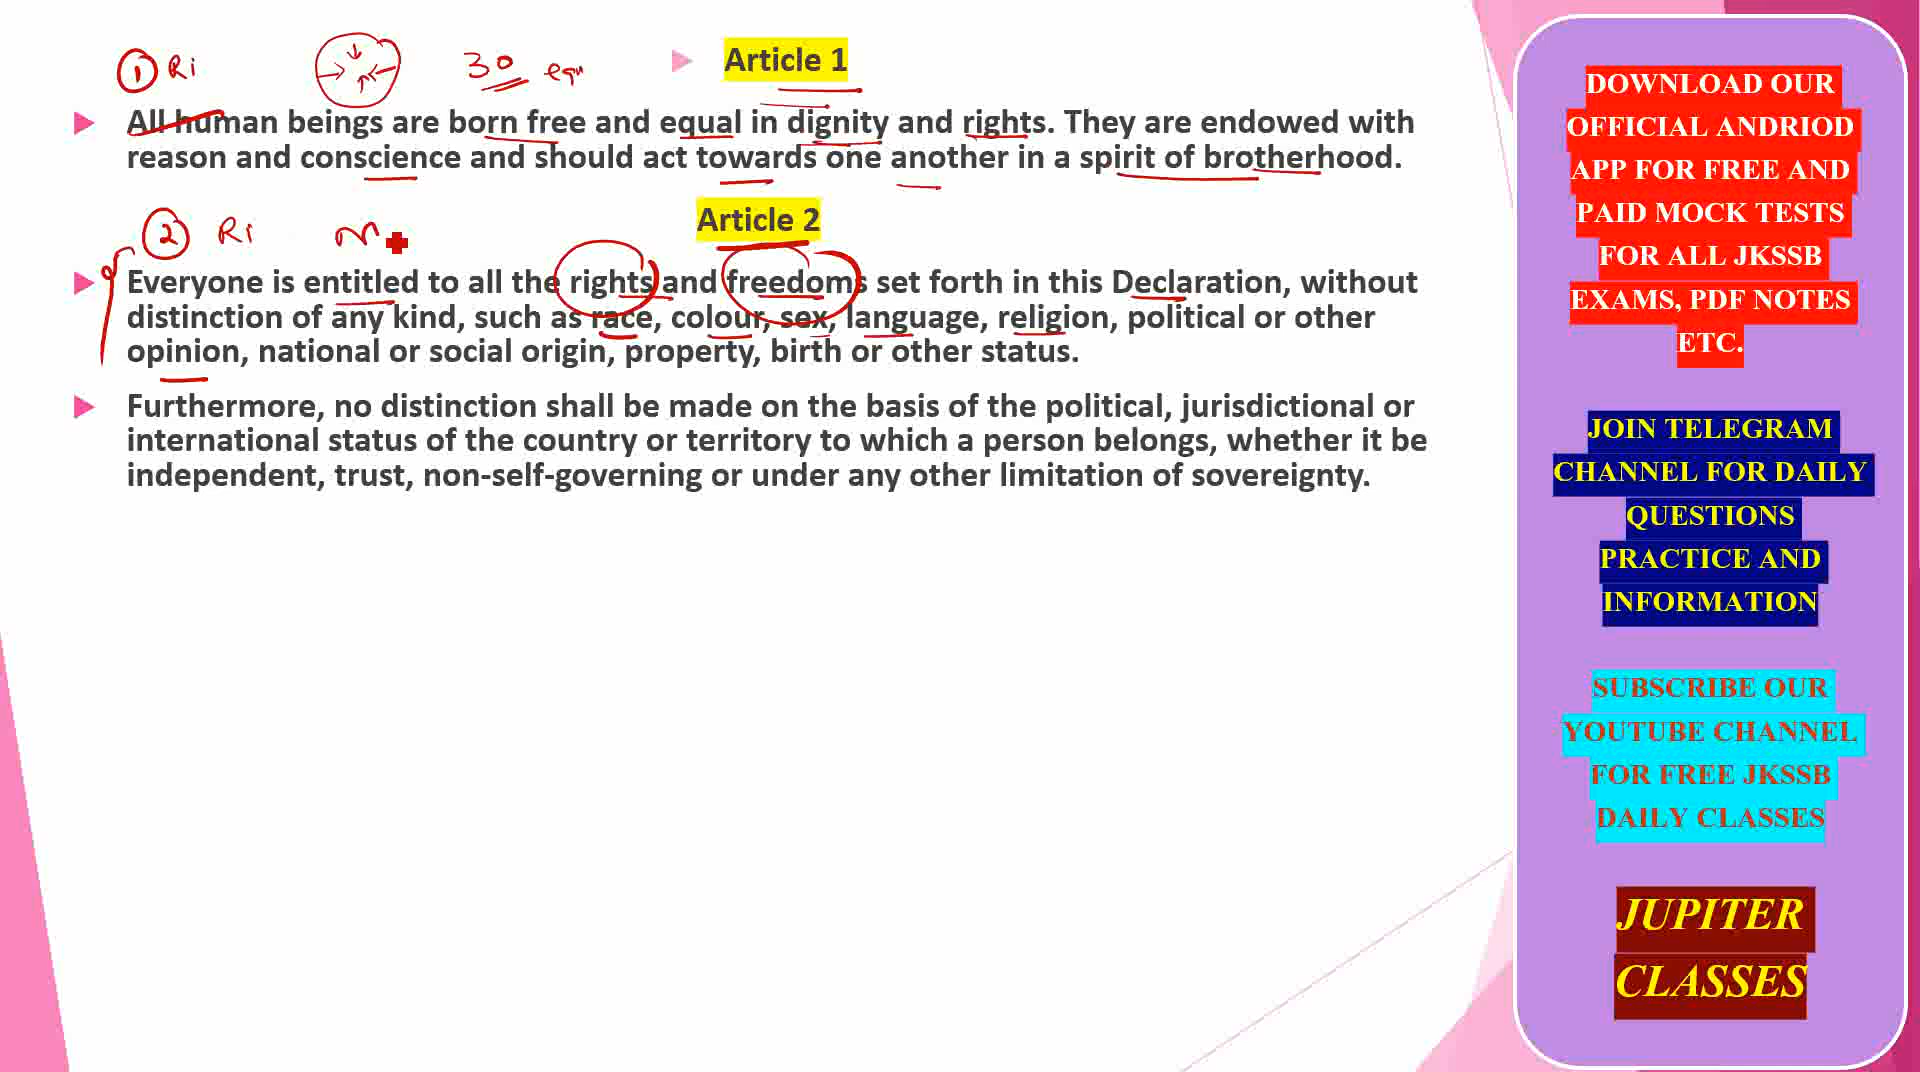 1 Ri 30 equ
Article 1
All human beings are born free and equal in dignity and rights. They are endowed with
reason and conscience and should act towards one another in a spirit of brotherhood.
2 Ri
Article 2
Everyone is entitled to all the rights and freedoms set forth in this Declaration, without
distinction of any kind, such as race, colour, sex, language, religion, political or other
opinion, national or social origin, property, birth or other status.
Furthermore, no distinction shall be made on the basis of the political, jurisdictional or
international status of the country or territory to which a person belongs, whether it be
independent, trust, non-self-governing or under any other limitation of sovereignty.
DOWNLOAD OUR
OFFICIAL ANDRIOD
APP FOR FREE AND
PAID MOCK TESTS
FOR ALL JKSSB
EXAMS, PDF NOTES
ETC.
JOIN TELEGRAM
CHANNEL FOR DAILY
QUESTIONS
PRACTICE AND
INFORMATION
SUBSCRIBE OUR
YOUTUBE CHANNEL
FOR FREE JKSSB
DAILY CLASSES
JUPITER
CLASSES